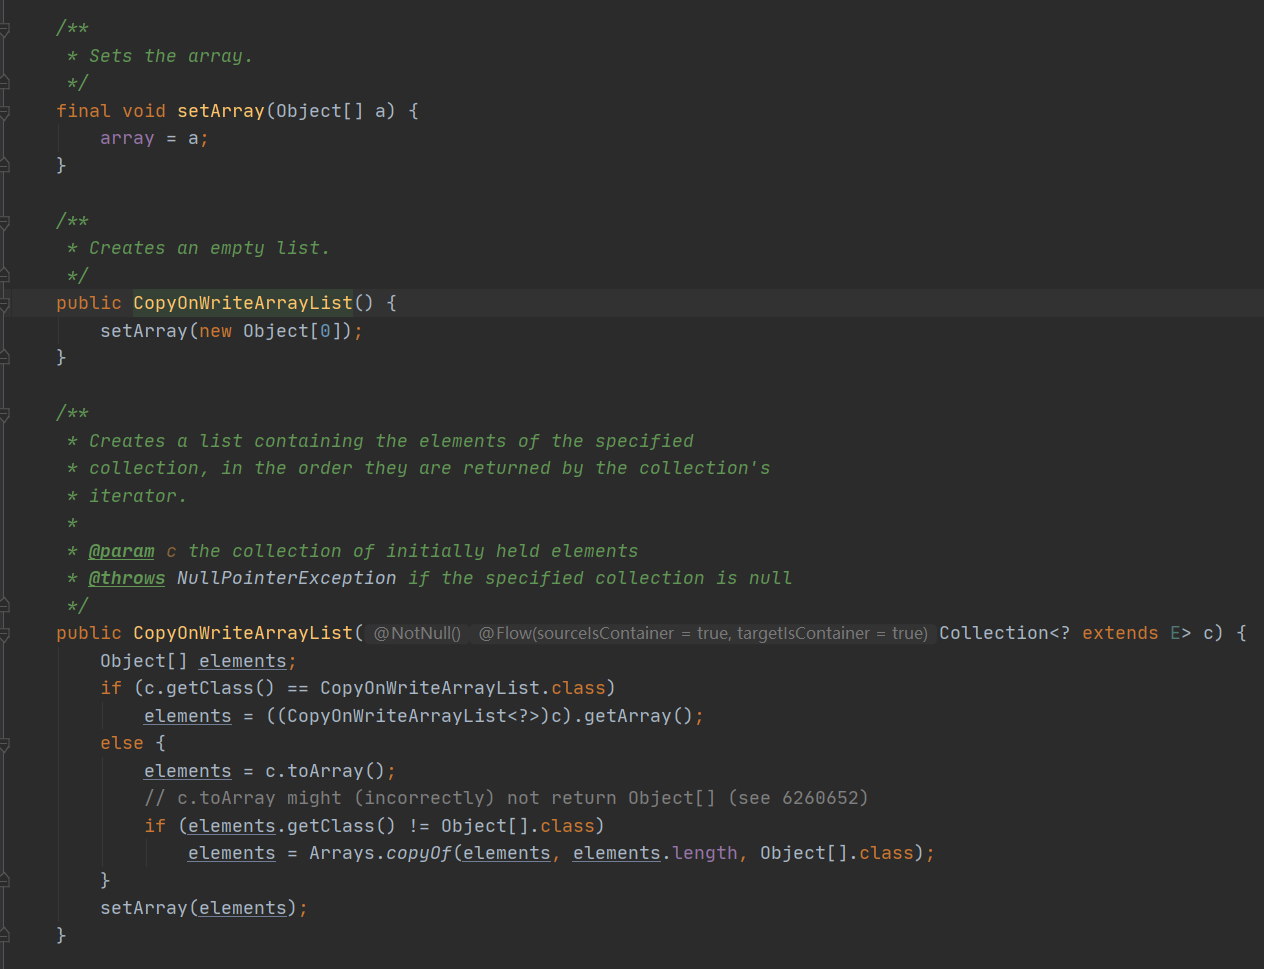 /**
 * Sets the array.
 */
final void setArray(Object[] a) {
    array = a;
}
/**
 * Creates an empty list.
 */
public CopyOnWriteArrayList() {
    setArray(new Object[0]);
}
/**
 * Creates a list containing the elements of the specified
 * collection, in the order they are returned by the collection's
 * iterator.
 *
 * @param c the collection of initially held elements
 * @throws NullPointerException if the specified collection is null
 */
public CopyOnWriteArrayList( @NotNull() @Flow(sourceIsContainer = true, targetIsContainer = true) Collection<? extends E> c) {
    Object[] elements;
    if (c.getClass() == CopyOnWriteArrayList.class)
        elements = ((CopyOnWriteArrayList<?>)c).getArray();
    else {
        elements = c.toArray();
        // c.toArray might (incorrectly) not return Object[] (see 6260652)
        if (elements.getClass() != Object[].class)
            elements = Arrays.copyOf(elements, elements.length, Object[].class);
    }
    setArray(elements);
}